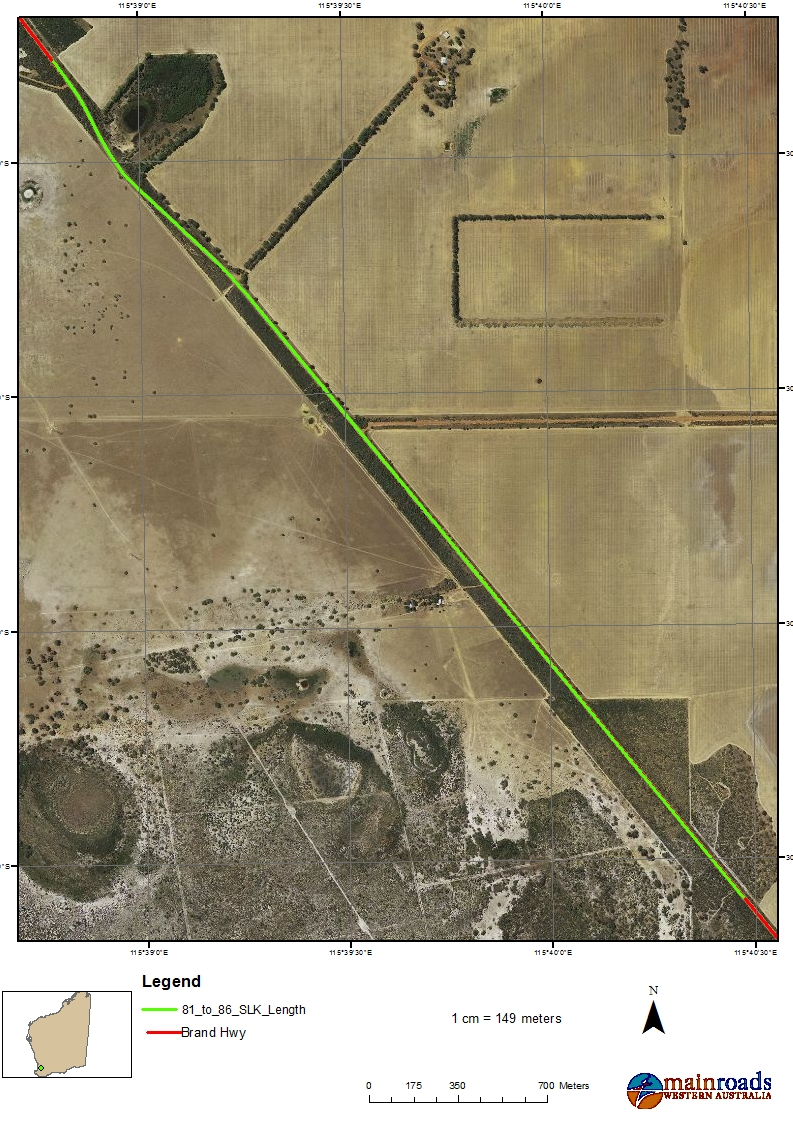 115°39'0"E 115°39'30"E 115°40'0"E 115°40'30"E
115°39'0"E 115°39'30"E 115°40'0"E 115°40'30"E
Legend
81_to_86_SLK_Length
Brand Hwy
1 cm = 149 meters
N
0 175 350 700 Meters
mainroads
WESTERN AUSTRALIA